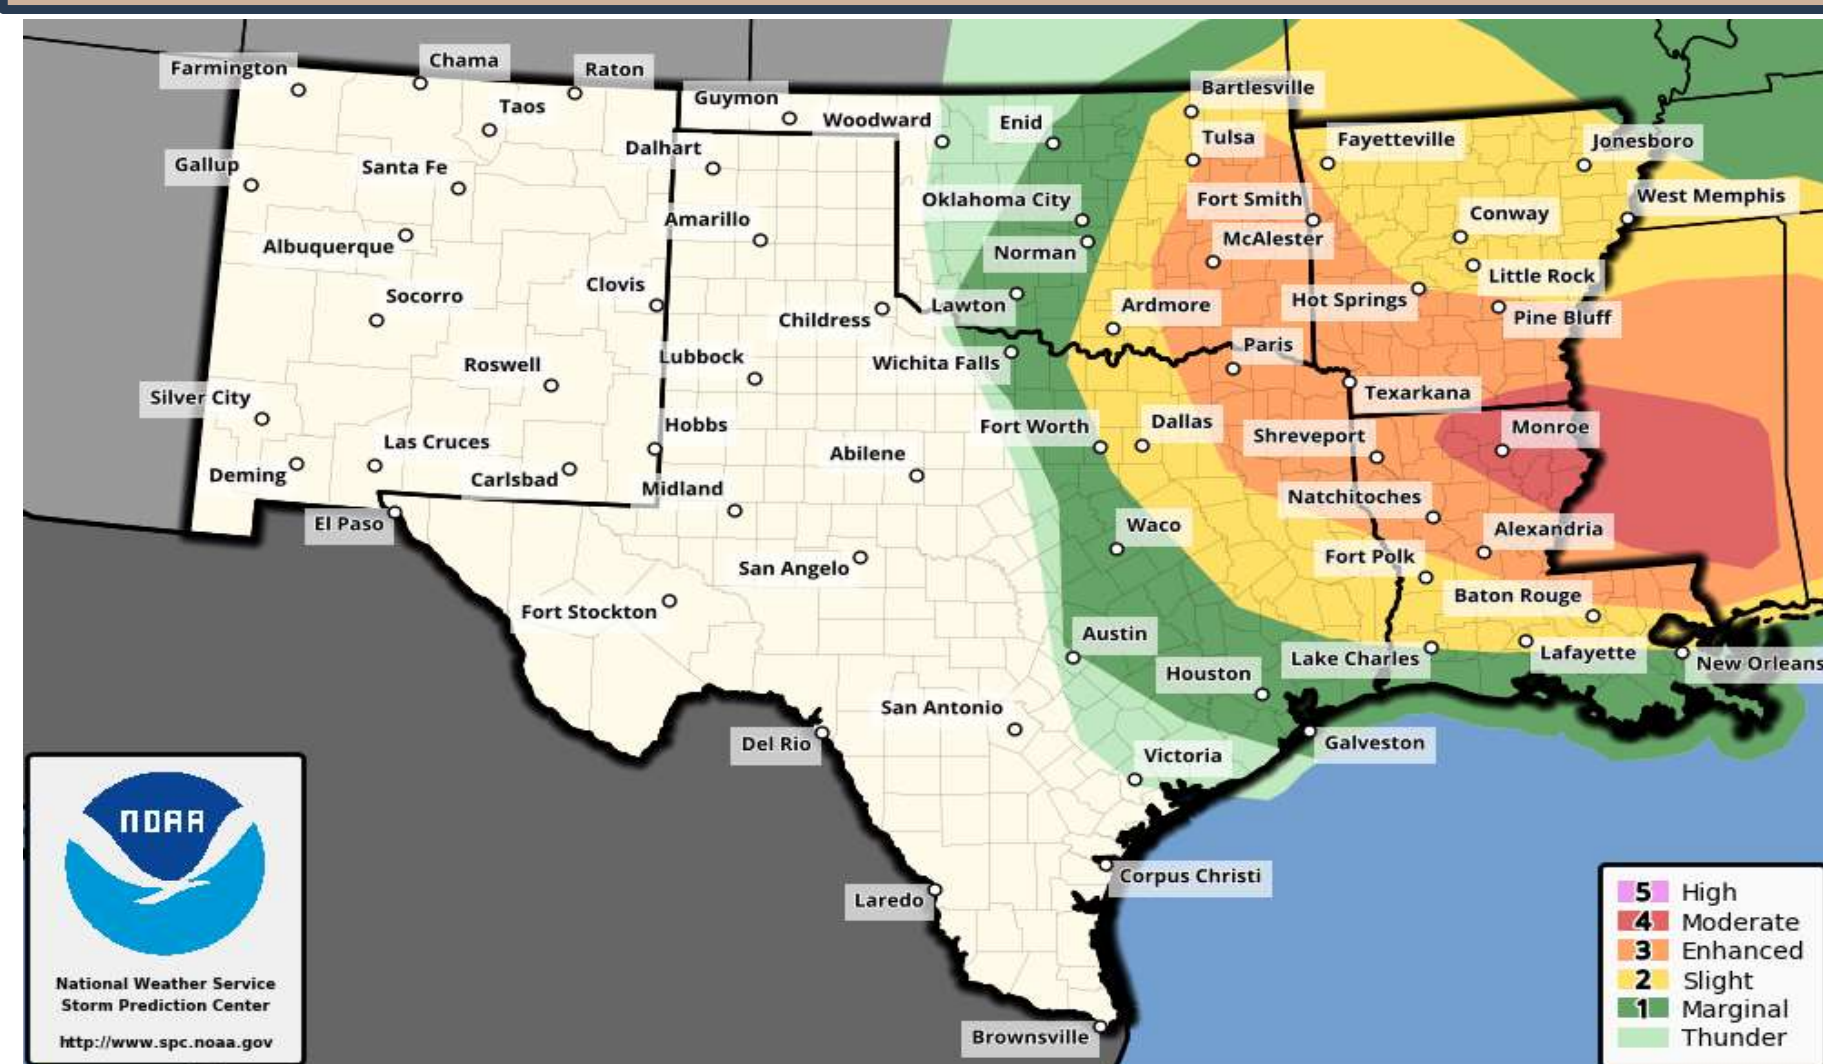 Farmington
Chama
Raton
Taos
Guymon
Woodward
Enid
Bartlesville
Tulsa
Fayetteville
Jonesboro
Gallup
Santa Fe
Dalhart
Oklahoma City
Fort Smith
Conway
West Memphis
Albuquerque
Amarillo
Norman
McAlester
Little Rock
Socorro
Clovis
Childress
Lawton
Ardmore
Hot Springs
Pine Bluff
Roswell
Lubbock
Wichita Falls
Paris
Texarkana
Silver City
Hobbs
Fort Worth
Dallas
Shreveport
Monroe
Deming
Las Cruces
Carlsbad
Midland
Abilene
Natchitoches
El Paso
San Angelo
Waco
Fort Polk
Alexandria
Fort Stockton
Baton Rouge
Austin
Houston
Lake Charles
Lafayette
New Orleans
San Antonio
Del Rio
Victoria
Galveston
Laredo
Corpus Christi
Brownsville
NOAA
National Weather Service
Storm Prediction Center
http://www.spc.noaa.gov
5 High
4 Moderate
3 Enhanced
2 Slight
1 Marginal
Thunder